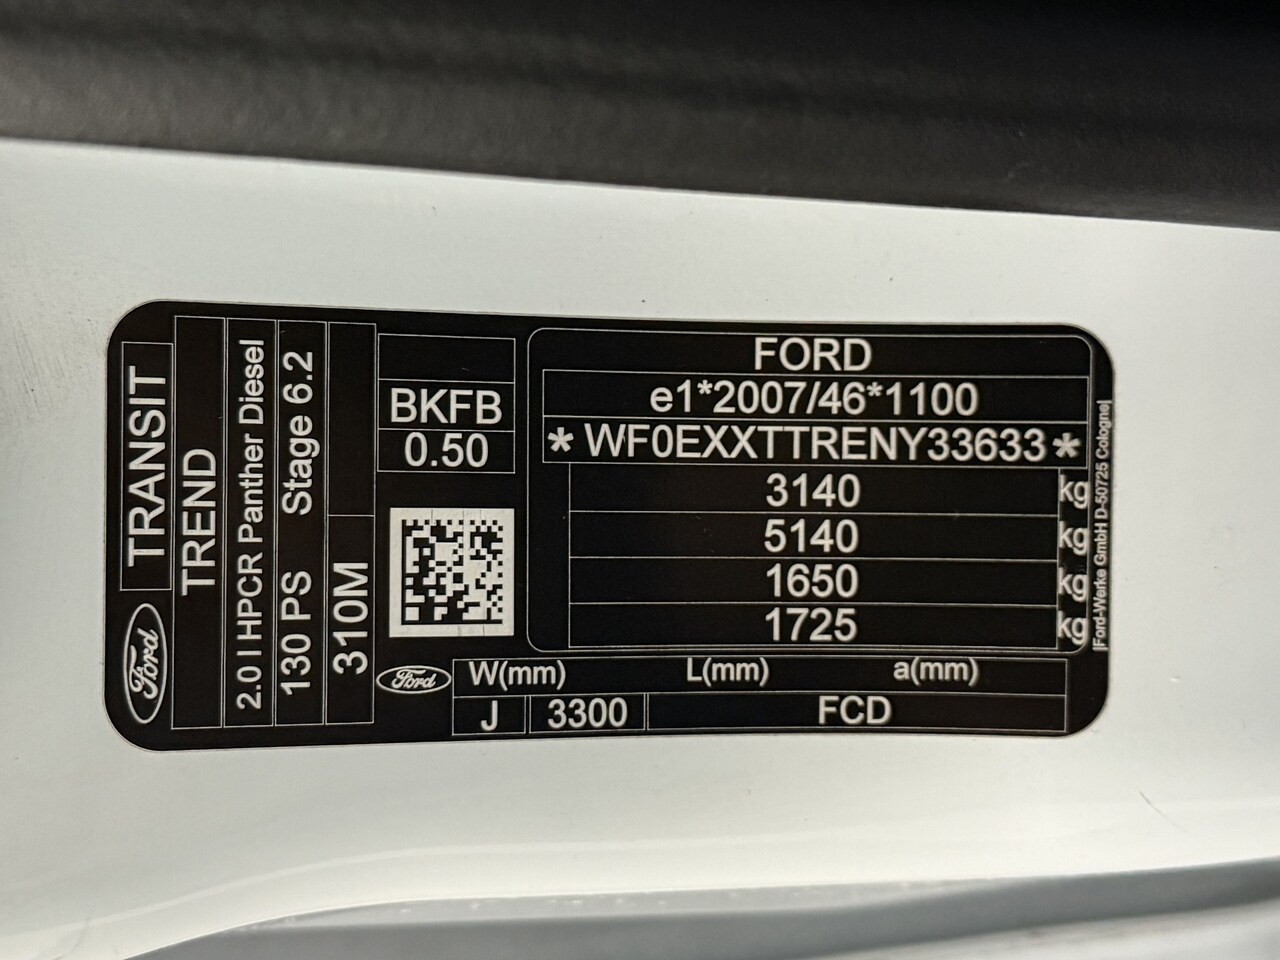 Ford TRANSIT
TREND
2.0 l HPCR Panther Diesel
130 PS Stage 6.2
310M
BKFB
0.50
Ford
FORD
e1*2007/46*1100
* WF0EXXTTRENY33633 *
3140 kg
5140 kg
1650 kg
1725 kg
W(mm) L(mm) a(mm)
J 3300 FCD
Ford-Werke GmbH D-50725 Cologne